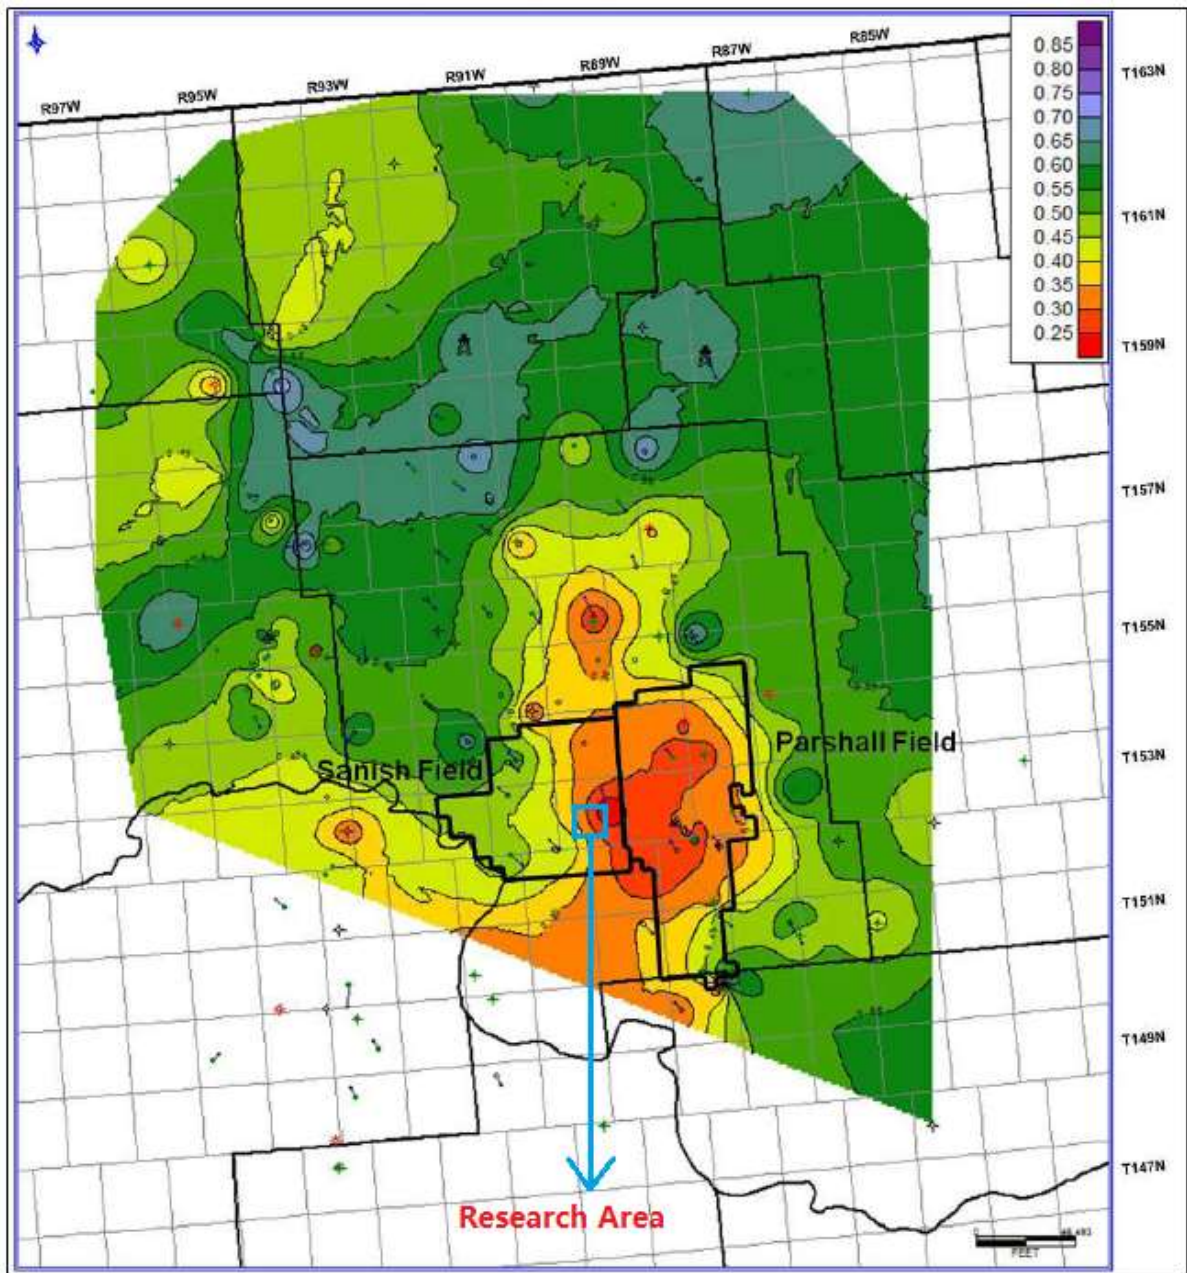 R97W
R95W
R93W
R91W
R89W
R87W
R85W
0.85
0.80
0.75
0.70
0.65
0.60
0.55
0.50
0.45
0.40
0.35
0.30
0.25
T163N
T161N
T159N
T157N
T155N
T153N
T151N
T149N
T147N
Parshall Field
Sanish Field
Research Area
FEET